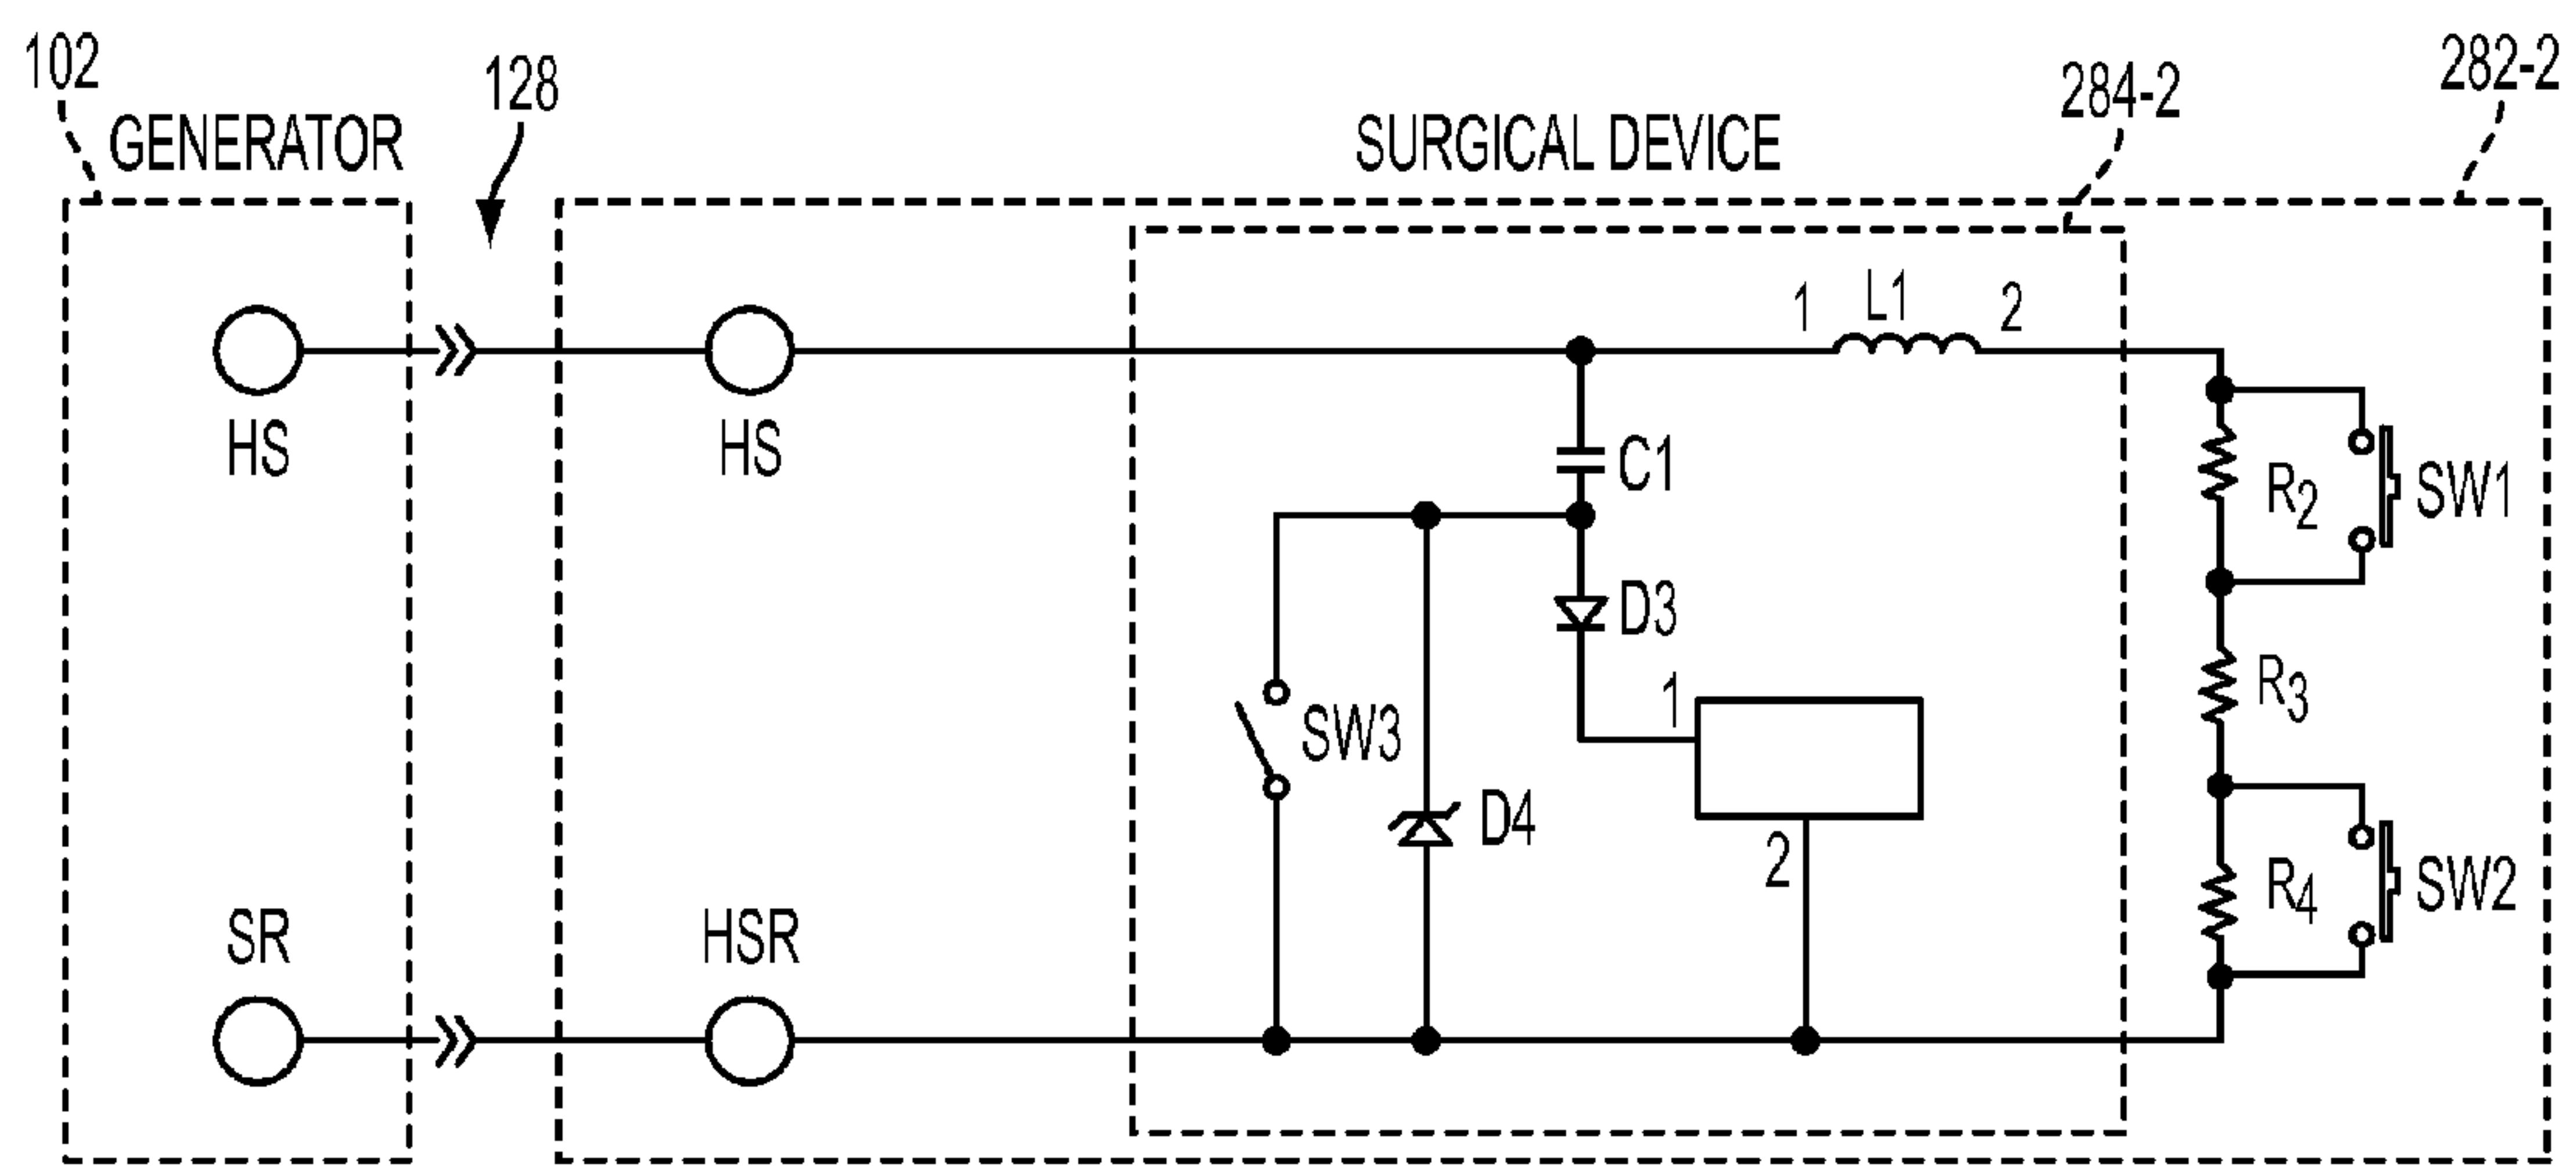 102
128
284-2
282-2
GENERATOR
SURGICAL DEVICE
1 L1 2
HS
HS
C1
R2
SW1
D3
1
R3
SW3
D4
2
R4
SW2
SR
HSR